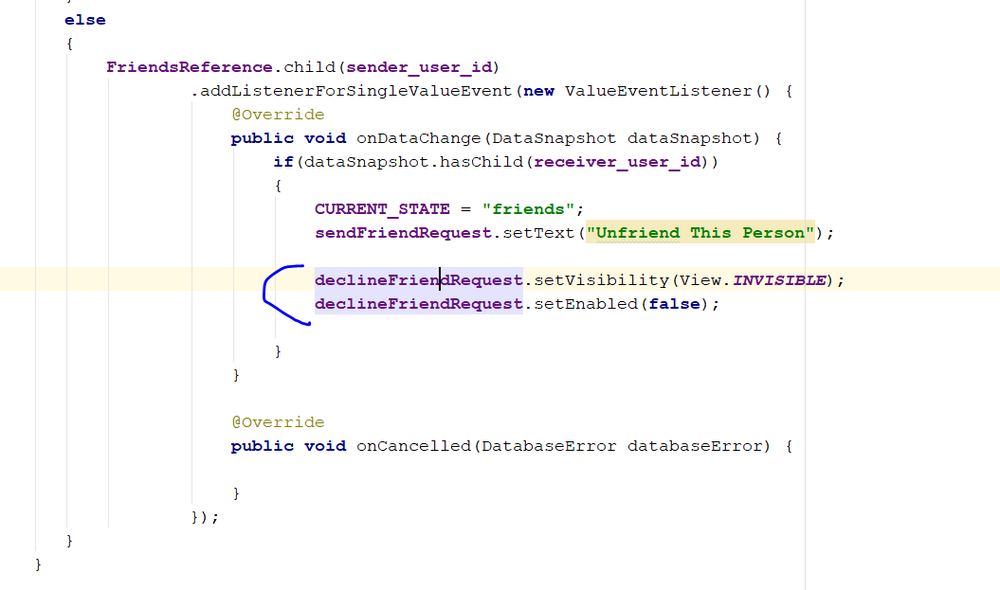 }
else
{
FriendsReference.child(sender_user_id)
.addListenerForSingleValueEvent(new ValueEventListener() {
@Override
public void onDataChange(DataSnapshot dataSnapshot) {
if(dataSnapshot.hasChild(receiver_user_id))
{
CURRENT_STATE = "friends";
sendFriendRequest.setText("Unfriend This Person");
declineFriendRequest.setVisibility(View.INVISIBLE);
declineFriendRequest.setEnabled(false);
}
}
@Override
public void onCancelled(DatabaseError databaseError) {
}
});
}
}